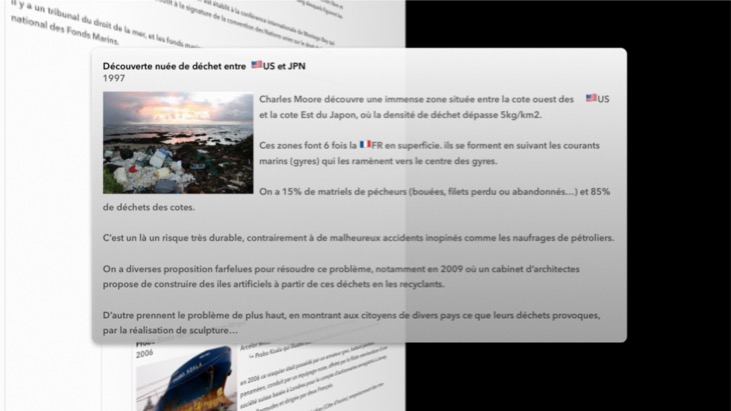 il y a un tribunal du droit de la mer, et les fonds
national des Fonds Marins.
Découverte nuée de déchet entre US et JPN
1997
Charles Moore découvre une immense zone située entre la cote ouest des US
et la cote Est du Japon, où la densité de déchet dépasse 5kg/km2.
Ces zones font 6 fois la FR en superficie. ils se forment en suivant les courants
marins (gyres) qui les ramènent vers le centre des gyres.
On a 15% de matriels de pécheurs (bouées, filets perdu ou abandonnés...) et 85%
de déchets des cotes.
C'est un là un risque très durable, contrairement à de malheureux accidents inopinés comme les naufrages de pétroliers.
On a diverses proposition farfelues pour résoudre ce problème, notamment en 2009 où un cabinet d'architectes
propose de construire des iles artificiels à partir de ces déchets en les recyclants.
D'autre prennent le problème de plus haut, en montrant aux citoyens de divers pays ce que leurs déchets provoques,
par la réalisation de sculpture...
2006